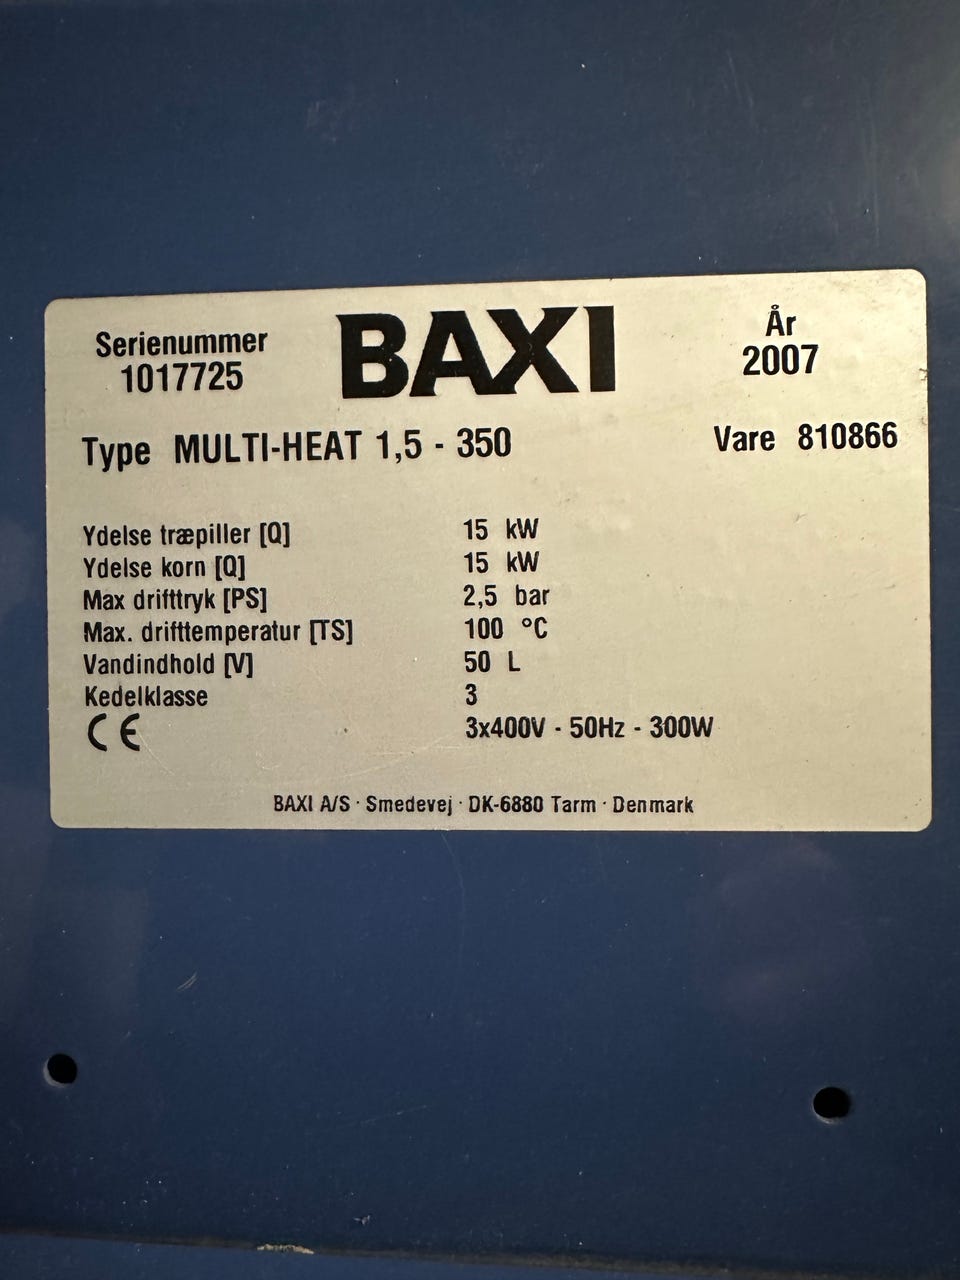 Serienummer
1017725
BAXI
År
2007
Type MULTI-HEAT 1,5 - 350
Vare 810866
Ydelse træpiller [Q] 15 kW
Ydelse korn [Q] 15 kW
Max drifttryk [PS] 2,5 bar
Max. drifttemperatur [TS] 100 °C
Vandindhold [V] 50 L
Kedelklasse 3
CE 3x400V - 50Hz - 300W
BAXI A/S · Smedevej · DK-6880 Tarm · Denmark